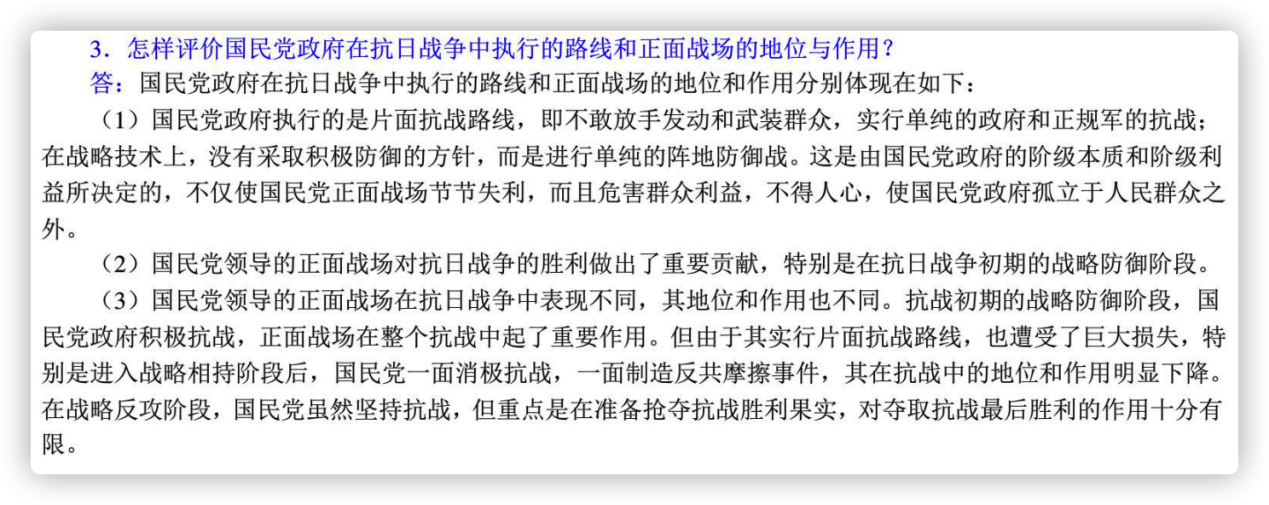 3．怎样评价国民党政府在抗日战争中执行的路线和正面战场的地位与作用？
答：国民党政府在抗日战争中执行的路线和正面战场的地位和作用分别体现在如下：
（1）国民党政府执行的是片面抗战路线，即不敢放手发动和武装群众，实行单纯的政府和正规军的抗战；
在战略技术上，没有采取积极防御的方针，而是进行单纯的阵地防御战。这是由国民党政府的阶级本质和阶级利
益所决定的，不仅使国民党正面战场节节失利，而且危害群众利益，不得人心，使国民党政府孤立于人民群众之
外。
（2）国民党领导的正面战场对抗日战争的胜利做出了重要贡献，特别是在抗日战争初期的战略防御阶段。
（3）国民党领导的正面战场在抗日战争中表现不同，其地位和作用也不同。抗战初期的战略防御阶段，国
民党政府积极抗战，正面战场在整个抗战中起了重要作用。但由于其实行片面抗战路线，也遭受了巨大损失，特
别是进入战略相持阶段后，国民党一面消极抗战，一面制造反共摩擦事件，其在抗战中的地位和作用明显下降。
在战略反攻阶段，国民党虽然坚持抗战，但重点是在准备抢夺抗战胜利果实，对夺取抗战最后胜利的作用十分有
限。